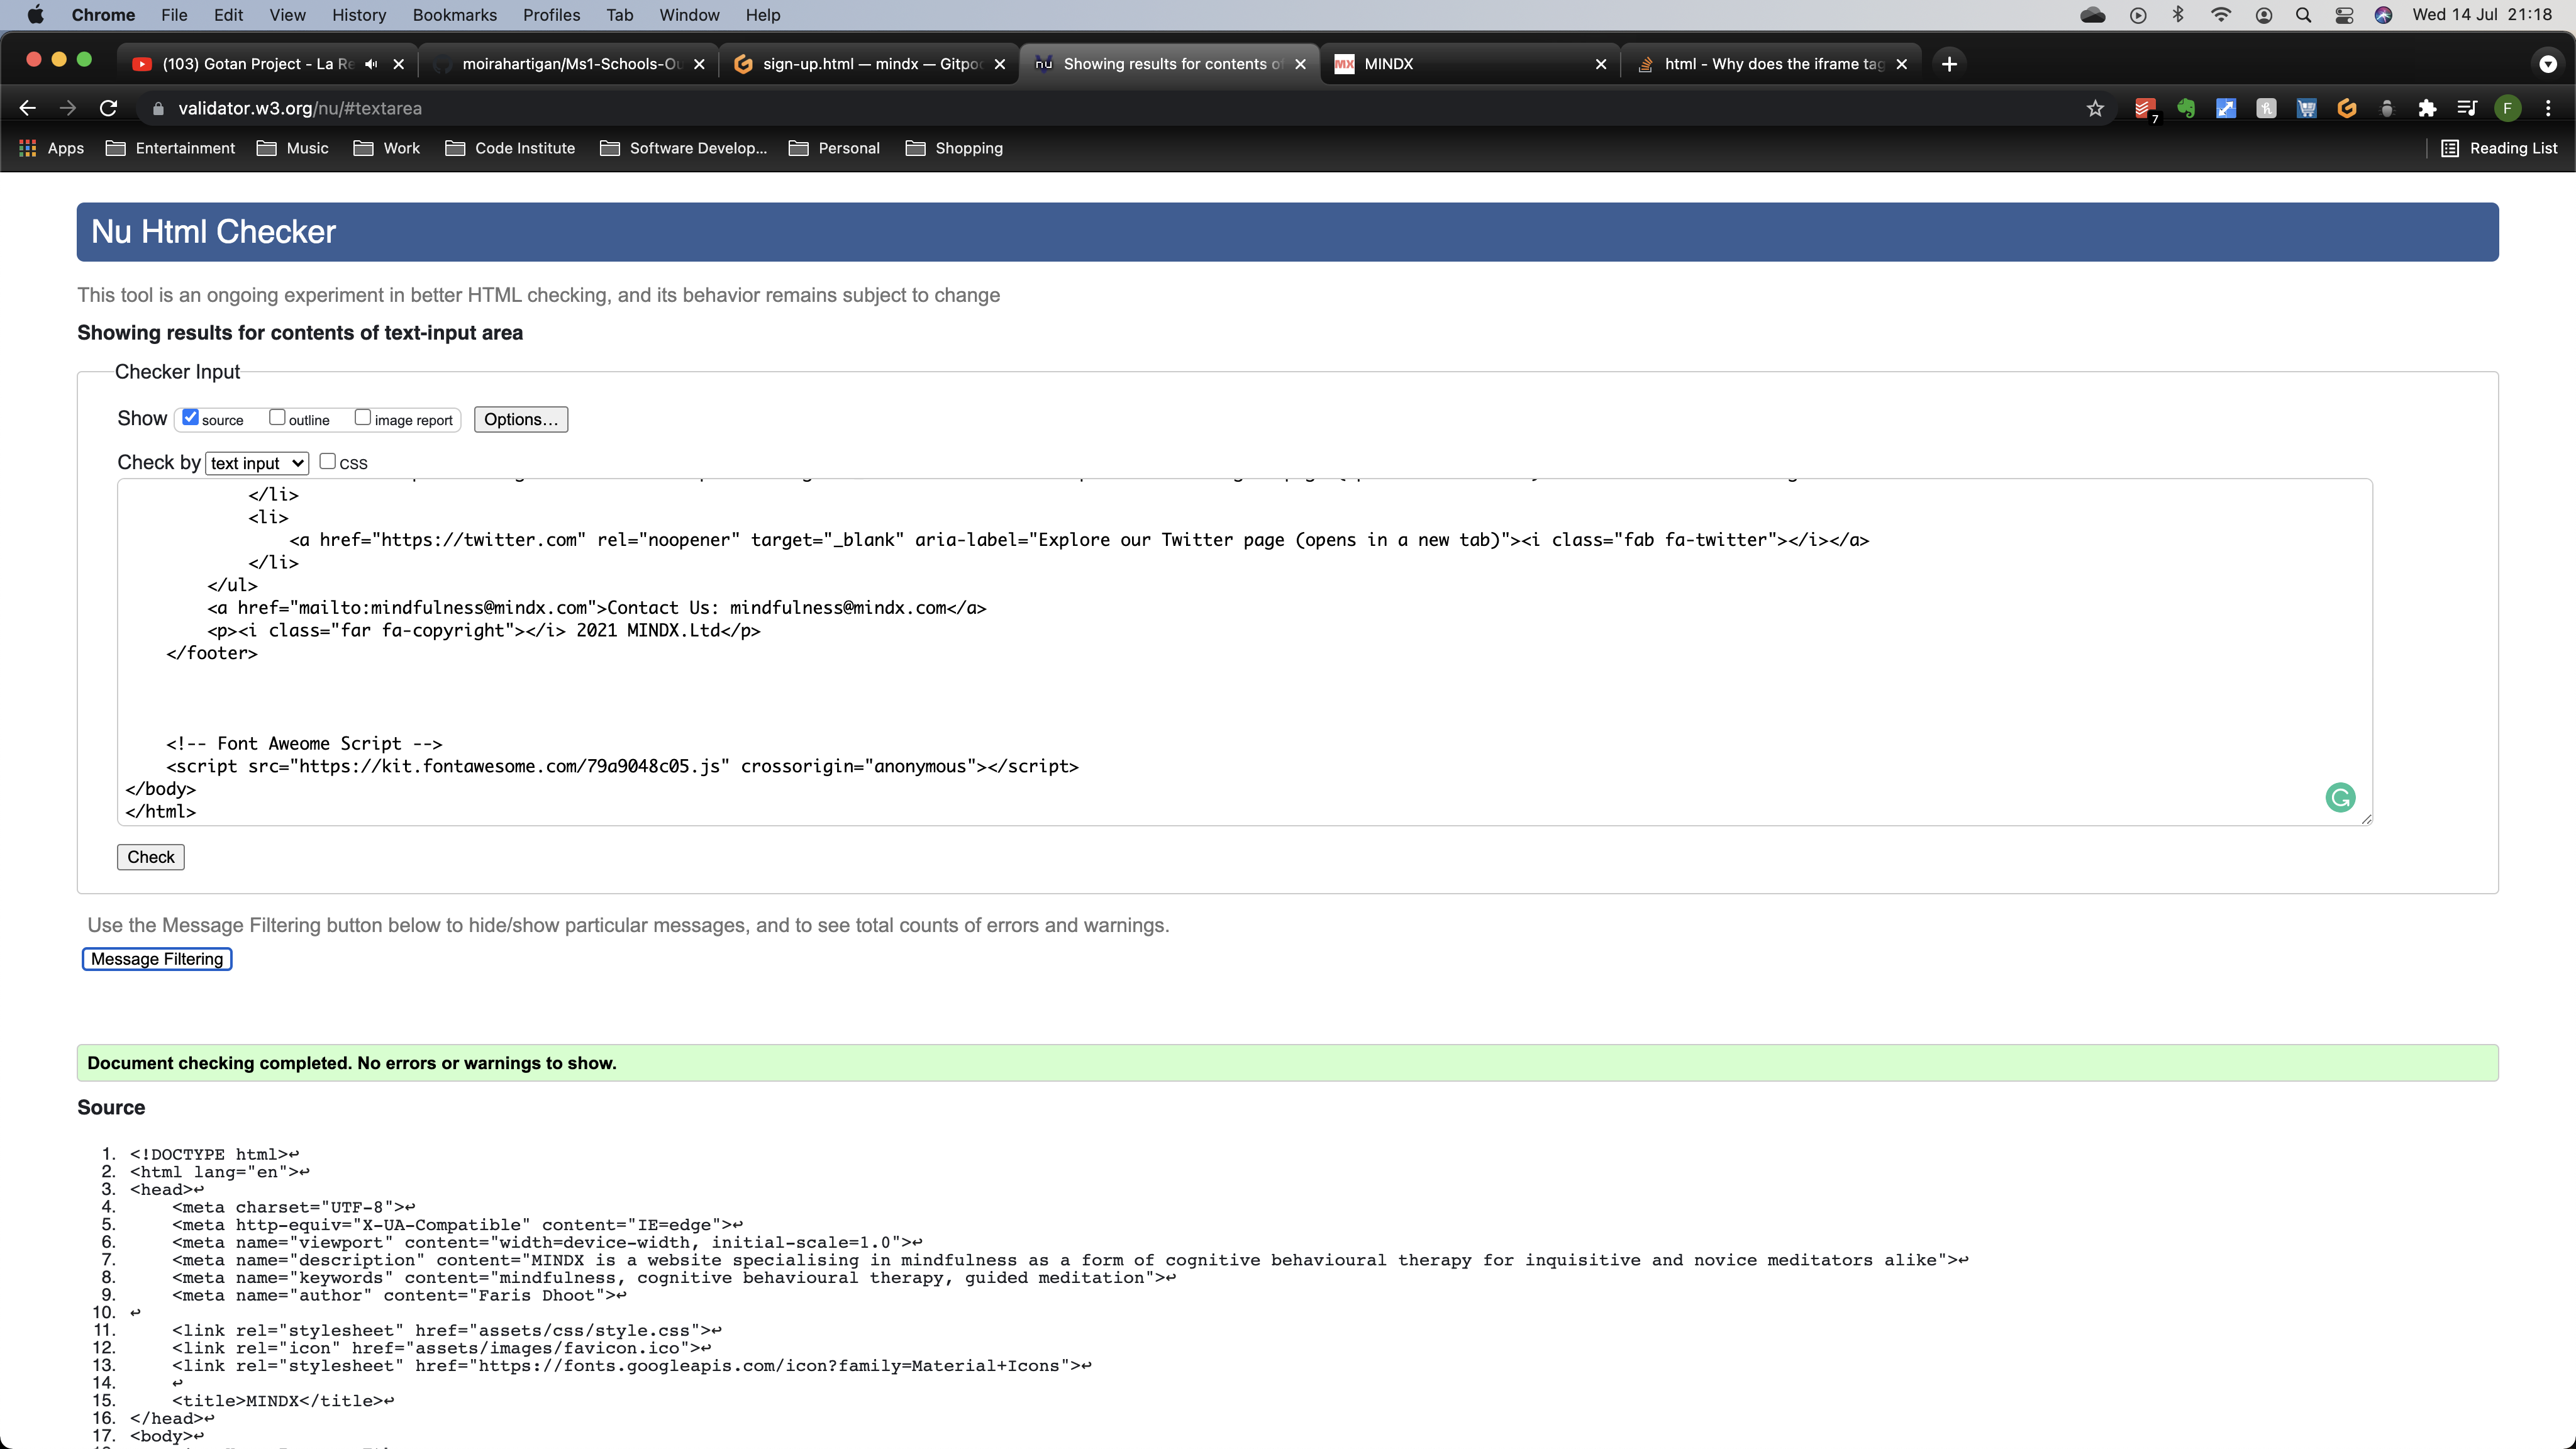 Chrome File Edit View History Bookmarks Profiles Tab Window Help Wed 14 Jul 21:18
(103) Gotan Project - La Re moirahartigan/Ms1-Schools-Ou sign-up.html — mindx — Gitpo Showing results for contents of MX MINDX html - Why does the iframe tag
validator.w3.org/nu/#textarea 7 F
Apps Entertainment Music Work Code Institute Software Develop... Personal Shopping Reading List
Nu Html Checker
This tool is an ongoing experiment in better HTML checking, and its behavior remains subject to change
Showing results for contents of text-input area
Checker Input
Show source outline image report Options...
Check by text input CSS
</li>
<li>
<a href="https://twitter.com" rel="noopener" target="_blank" aria-label="Explore our Twitter page (opens in a new tab)"><i class="fab fa-twitter"></i></a>
</li>
</ul>
<a href="mailto:mindfulness@mindx.com">Contact Us: mindfulness@mindx.com</a>
<p><i class="far fa-copyright"></i> 2021 MINDX.Ltd</p>
</footer>
<!-- Font Aweome Script -->
<script src="https://kit.fontawesome.com/79a9048c05.js" crossorigin="anonymous"></script>
</body>
</html>
Check
Use the Message Filtering button below to hide/show particular messages, and to see total counts of errors and warnings.
Message Filtering
Document checking completed. No errors or warnings to show.
Source
1. <!DOCTYPE html>↩
2. <html lang="en">↩
3. <head>↩
4. <meta charset="UTF-8">↩
5. <meta http-equiv="X-UA-Compatible" content="IE=edge">↩
6. <meta name="viewport" content="width=device-width, initial-scale=1.0">↩
7. <meta name="description" content="MINDX is a website specialising in mindfulness as a form of cognitive behavioural therapy for inquisitive and novice meditators alike">↩
8. <meta name="keywords" content="mindfulness, cognitive behavioural therapy, guided meditation">↩
9. <meta name="author" content="Faris Dhoot">↩
10. ↩
11. <link rel="stylesheet" href="assets/css/style.css">↩
12. <link rel="icon" href="assets/images/favicon.ico">↩
13. <link rel="stylesheet" href="https://fonts.googleapis.com/icon?family=Material+Icons">↩
14. ↩
15. <title>MINDX</title>↩
16. </head>↩
17. <body>↩